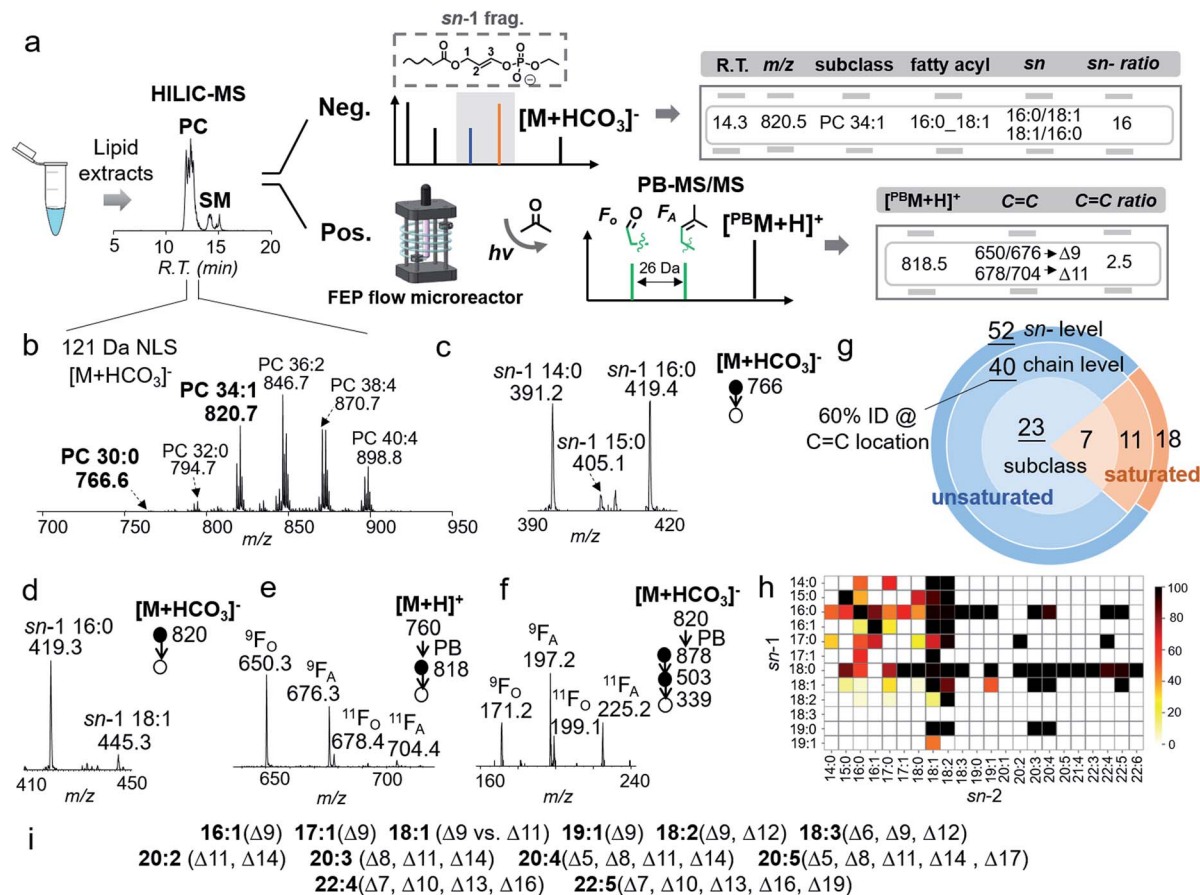 a
sn-1 frag.
1 3
2
O
O P O
O
⊖
HILIC-MS
PC
SM
Lipid
extracts
5 10 15 20
R.T. (min)
Neg.
[M+HCO3]-
R.T. m/z subclass fatty acyl sn sn- ratio
14.3 820.5 PC 34:1 16:0_18:1 16:0/18:1 16
18:1/16:0
Pos.
FEP flow microreactor
hv
O
PB-MS/MS
FO O FA
[PBM+H]+
26 Da
[PBM+H]+ C=C C=C ratio
818.5 650/676 Δ9 2.5
678/704 Δ11
b
121 Da NLS
[M+HCO3]-
PC 30:0
766.6
PC 32:0
794.7
PC 34:1
820.7
PC 36:2
846.7
PC 38:4
870.7
PC 40:4
898.8
700 750 800 850 900 950
m/z
c
[M+HCO3]-
766
sn-1 14:0
391.2
sn-1 15:0
405.1
sn-1 16:0
419.4
390 420
m/z
g
52 sn- level
40 chain level
60% ID @
C=C location
23
subclass
7 11 18
unsaturated
saturated
d
[M+HCO3]-
820
sn-1 16:0
419.3
sn-1 18:1
445.3
410 450
m/z
e
[M+H]+
760
PB
818
9FO
650.3
9FA
676.3
11FO
678.4
11FA
704.4
650 700
m/z
f
[M+HCO3]-
820
PB
878
503
339
9FO
171.2
9FA
197.2
11FO
199.1
11FA
225.2
160 240
m/z
h
sn-1
14:0
15:0
16:0
16:1
17:0
17:1
18:0
18:1
18:2
18:3
19:0
19:1
14:0 15:0 16:0 16:1 17:0 17:1 18:0 18:1 18:2 18:3 19:0 19:1 20:1 20:2 20:3 20:4 20:5 21:4 22:3 22:4 22:5 22:6
sn-2
100
80
60
40
20
0
i
16:1(Δ9) 17:1(Δ9) 18:1 (Δ9 vs. Δ11) 19:1(Δ9) 18:2(Δ9, Δ12) 18:3(Δ6, Δ9, Δ12)
20:2 (Δ11, Δ14) 20:3 (Δ8, Δ11, Δ14) 20:4(Δ5, Δ8, Δ11, Δ14) 20:5(Δ5, Δ8, Δ11, Δ14 , Δ17)
22:4(Δ7, Δ10, Δ13, Δ16) 22:5(Δ7, Δ10, Δ13, Δ16, Δ19)